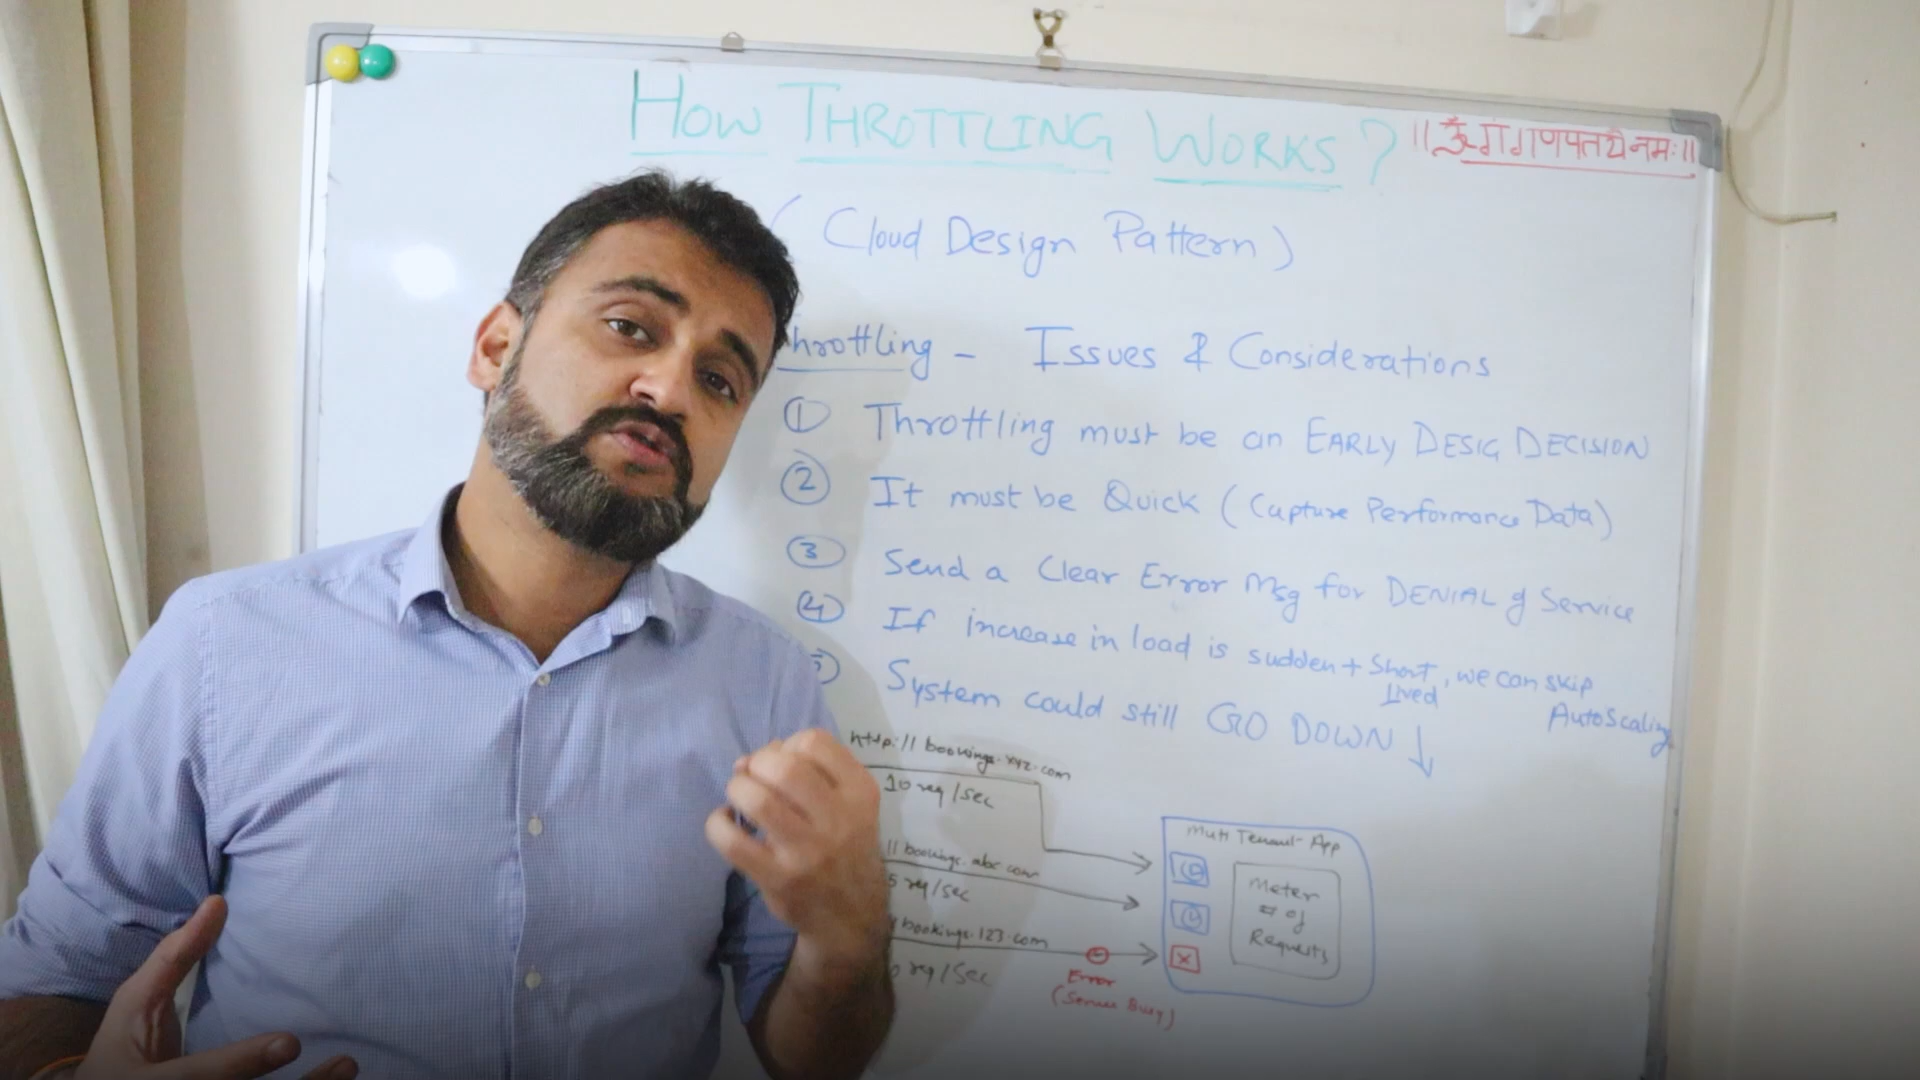 HOW THROTTLING WORKS ?
।। ॐ गं गणपतये नमः ।।
( Cloud Design Pattern )
hrottling - Issues & Considerations
① Throttling must be an EARLY DESIG DECISION
② It must be Quick ( Capture Performance Data )
③ Send a Clear Error Msg for DENIAL of Service
④ If increase in load is sudden + Short Lived, we can skip AutoScaling
5) System could still GO DOWN ↓
http:// bookings.xyz.com
10 req /sec
// bookings.abc.com
5 req /sec
bookings.123.com
0 req /sec
Error
(Server Busy)
Multi Tenant App
Meter
# of
Requests
X